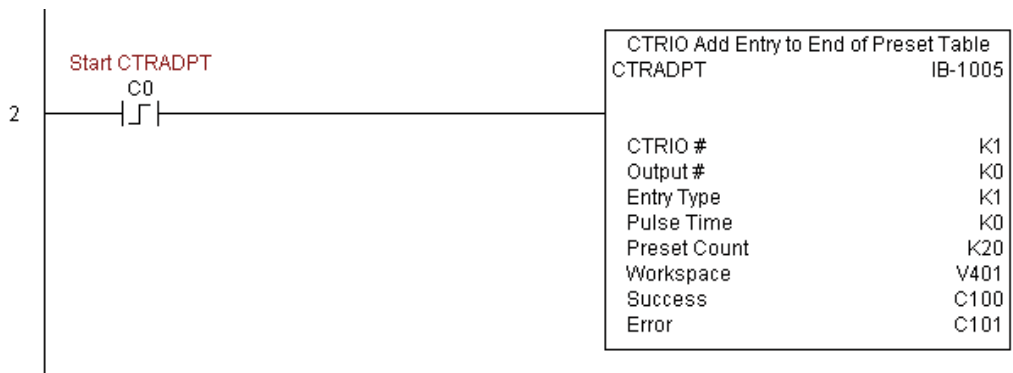 CTRIO Add Entry to End of Preset Table
CTRADPT IB-1005
Start CTRADPT
C0
2
CTRIO # K1
Output # K0
Entry Type K1
Pulse Time K0
Preset Count K20
Workspace V401
Success C100
Error C101